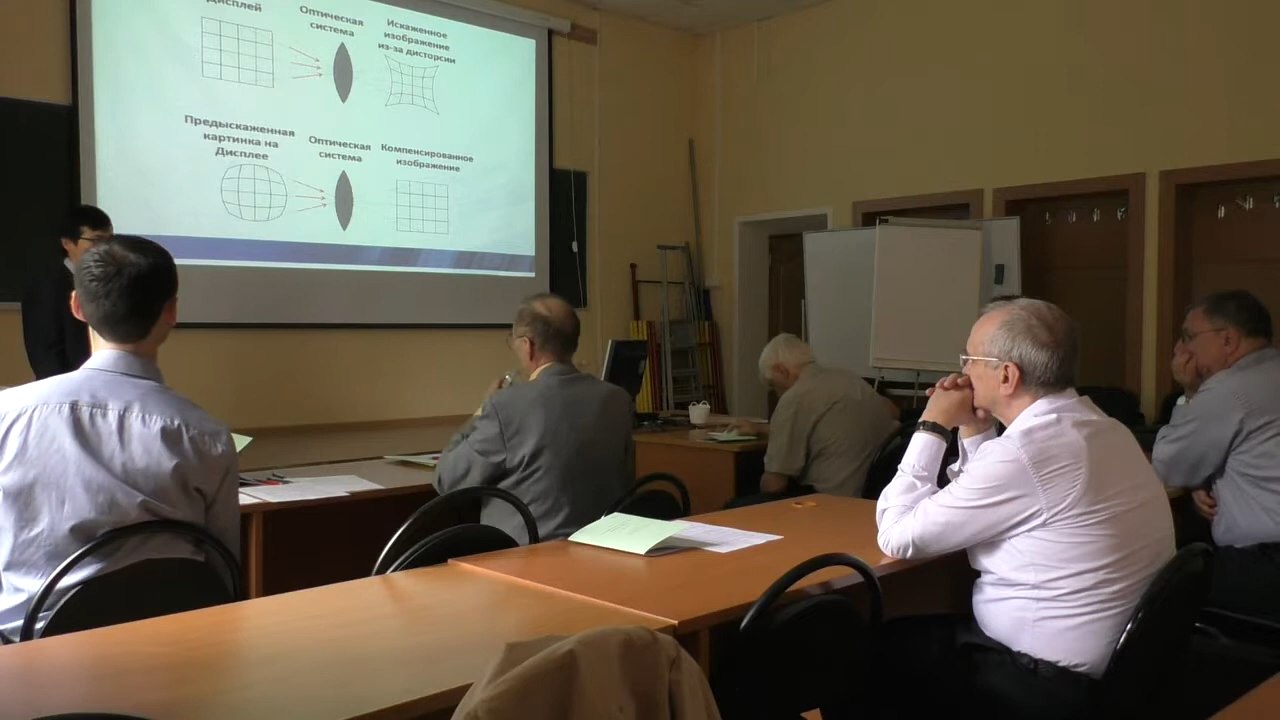 Дисплей
Оптическая
система
Искаженное
изображение
из-за дисторсии
Предыскаженная
картинка на
Дисплее
Оптическая
система
Компенсированное
изображение